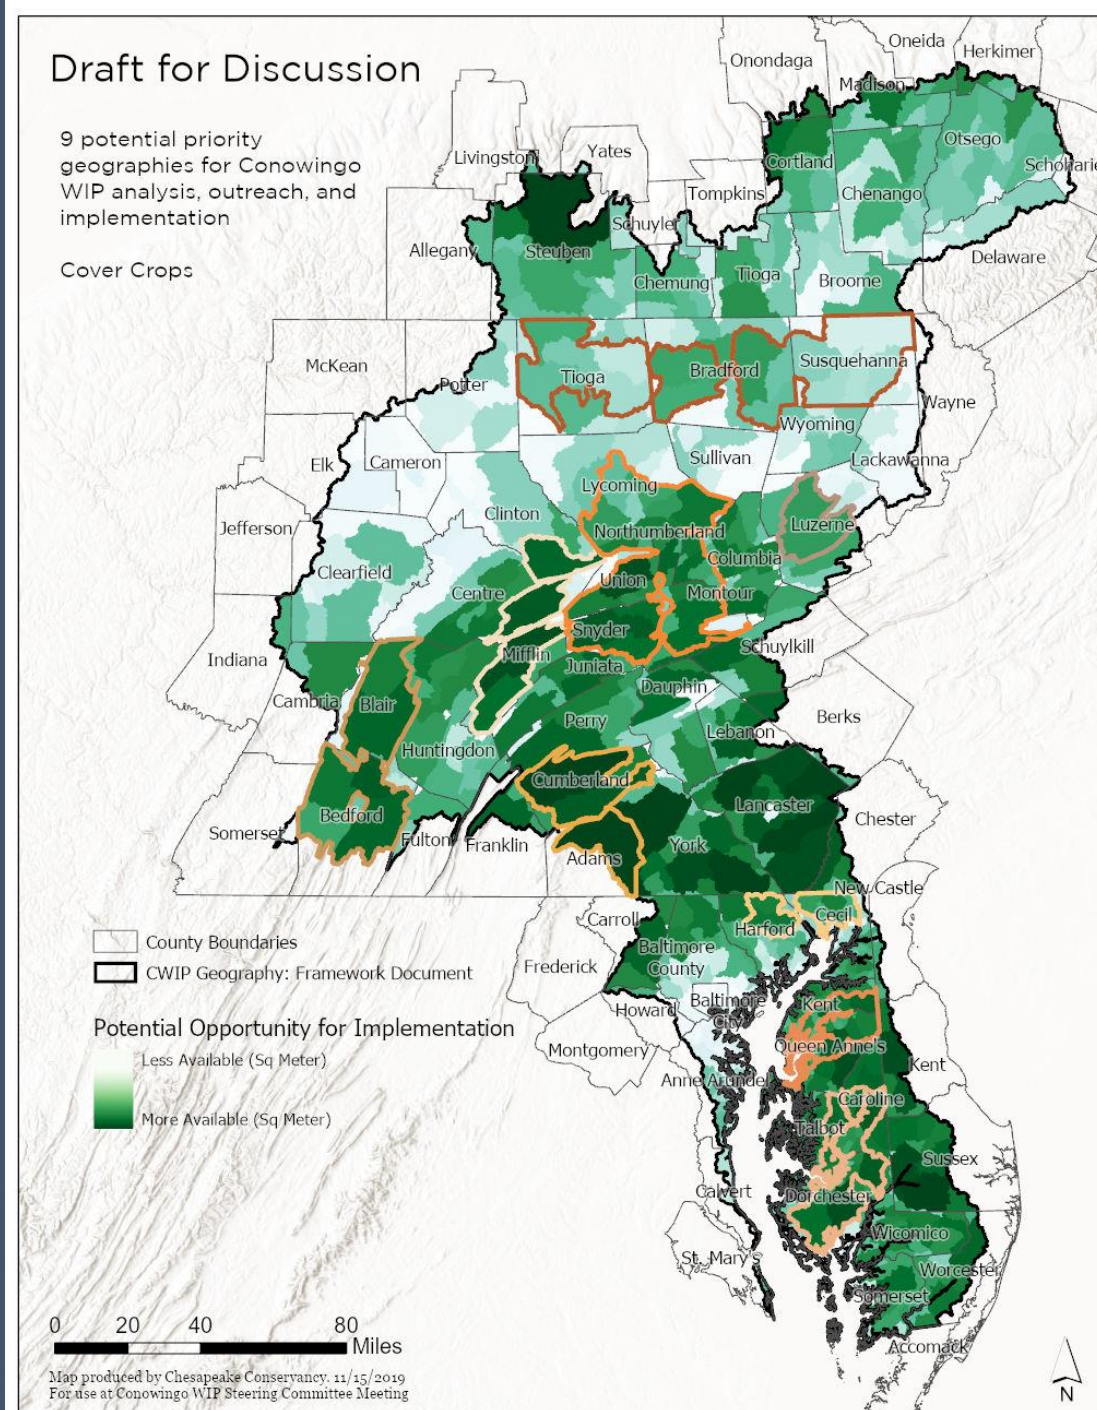 Draft for Discussion
9 potential priority
geographies for Conowingo
WIP analysis, outreach, and
implementation
Cover Crops
Oneida
Herkimer
Onondaga
Madison
Otsego
Livingston
Yates
Cortland
Schoharie
Tompkins
Chenango
Schuyler
Allegany
Steuben
Delaware
Chemung
Tioga
Broome
McKean
Susquehanna
Tioga
Bradford
Potter
Wayne
Wyoming
Elk
Cameron
Sullivan
Lackawanna
Lycoming
Clinton
Jefferson
Northumberland
Luzerne
Columbia
Clearfield
Union
Centre
Montour
Snyder
Schuylkill
Indiana
Mifflin
Juniata
Dauphin
Cambria
Blair
Berks
Perry
Lebanon
Huntingdon
Cumberland
Lancaster
Bedford
Chester
Somerset
Fulton
Franklin
York
Adams
New Castle
Carroll
Cecil
Harford
County Boundaries
Baltimore
County
Frederick
CWIP Geography: Framework Document
Baltimore
City
Kent
Howard
Potential Opportunity for Implementation
Queen Anne's
Montgomery
Less Available (Sq Meter)
Kent
Anne Arundel
Caroline
More Available (Sq Meter)
Talbot
Sussex
Calvert
Dorchester
Wicomico
St. Mary's
Worcester
Somerset
0 20 40 80
Miles
Accomack
Map produced by Chesapeake Conservancy. 11/15/2019
For use at Conowingo WIP Steering Committee Meeting
N